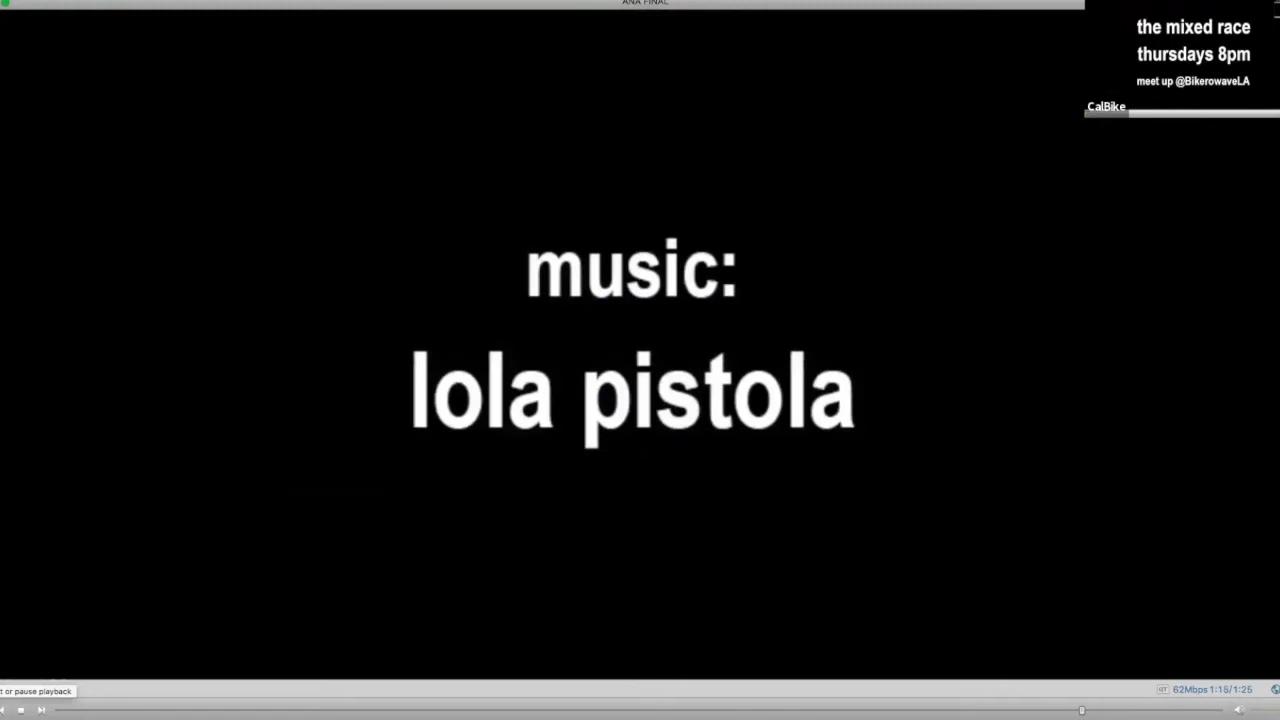 ANA FINAL
the mixed race
thursdays 8pm
meet up @BikerowaveLA
CalBike
music:
lola pistola
t or pause playback
62Mbps 1:15/1:25